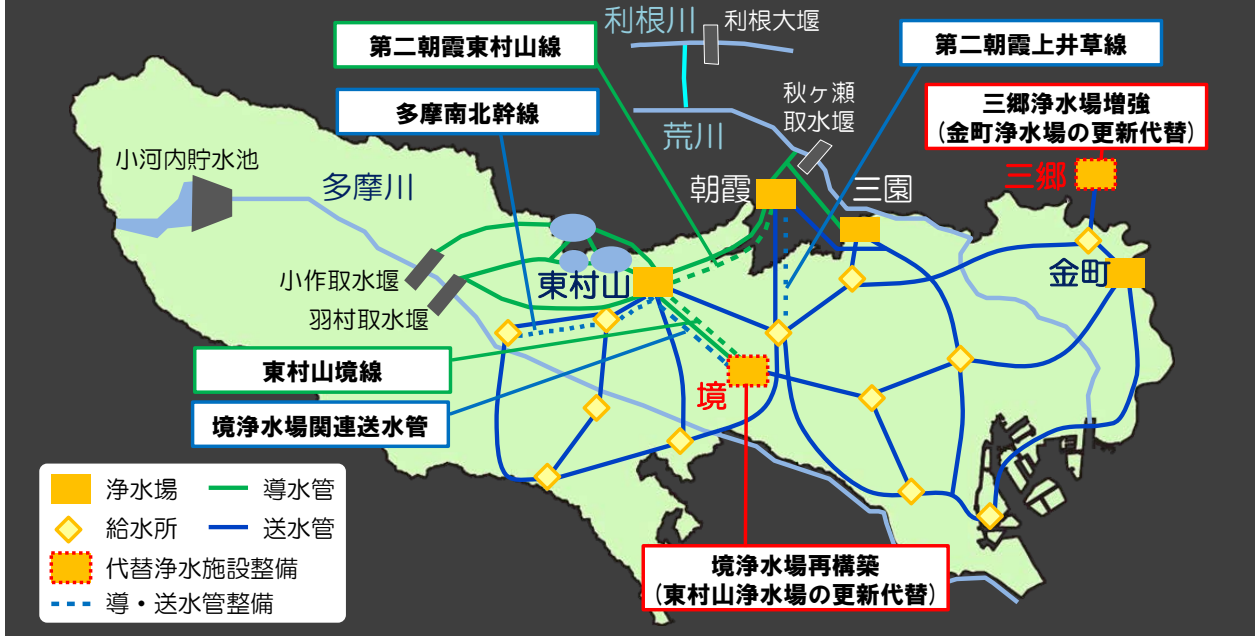 利根川
利根大堰
第二朝霞東村山線
第二朝霞上井草線
多摩南北幹線
秋ヶ瀬
取水堰
三郷浄水場増強
(金町浄水場の更新代替)
荒川
小河内貯水池
多摩川
朝霞
三園
三郷
小作取水堰
東村山
金町
羽村取水堰
東村山境線
境
境浄水場関連送水管
浄水場
導水管
給水所
送水管
代替浄水施設整備
導・送水管整備
境浄水場再構築
(東村山浄水場の更新代替)